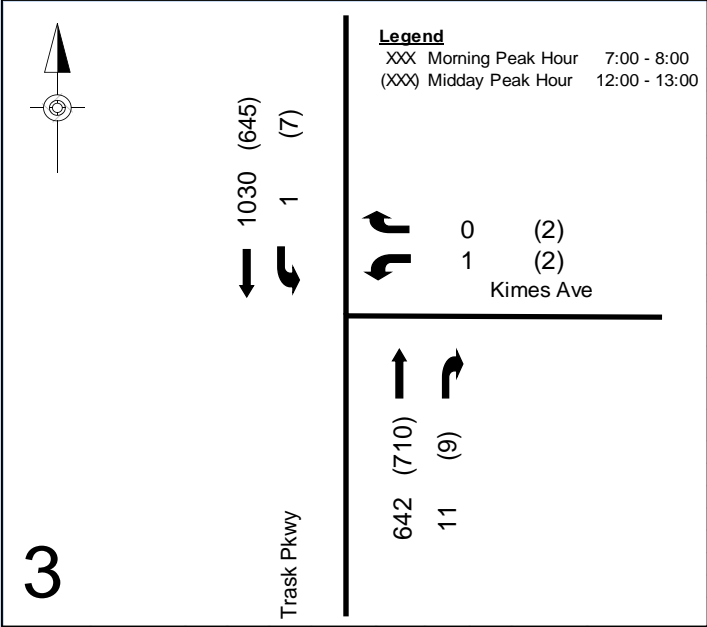 Legend
XXX Morning Peak Hour 7:00 - 8:00
(XXX) Midday Peak Hour 12:00 - 13:00
1030 (645)
1 (7)
0 (2)
1 (2)
Kimes Ave
642 (710)
11 (9)
Trask Pkwy
3